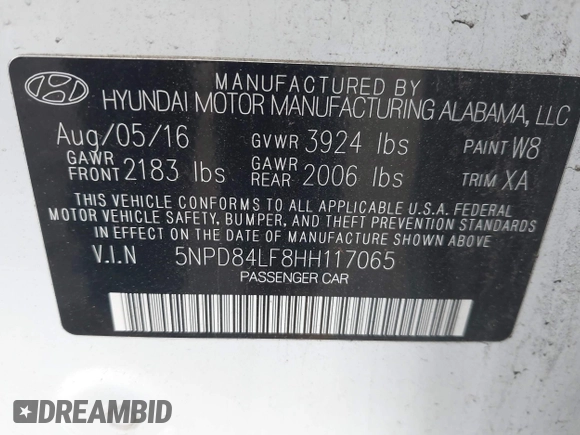 MANUFACTURED BY
HYUNDAI MOTOR MANUFACTURING ALABAMA, LLC
Aug/05/16 GVWR 3924 lbs PAINT W8
GAWR FRONT 2183 lbs GAWR REAR 2006 lbs TRIM XA
THIS VEHICLE CONFORMS TO ALL APPLICABLE U.S.A. FEDERAL
MOTOR VEHICLE SAFETY, BUMPER, AND THEFT PREVENTION
STANDARDS IN EFFECT ON THE DATE OF MANUFACTURE SHOWN ABOVE.
V.I.N 5NPD84LF8HH117065
PASSENGER CAR
DREAMBID